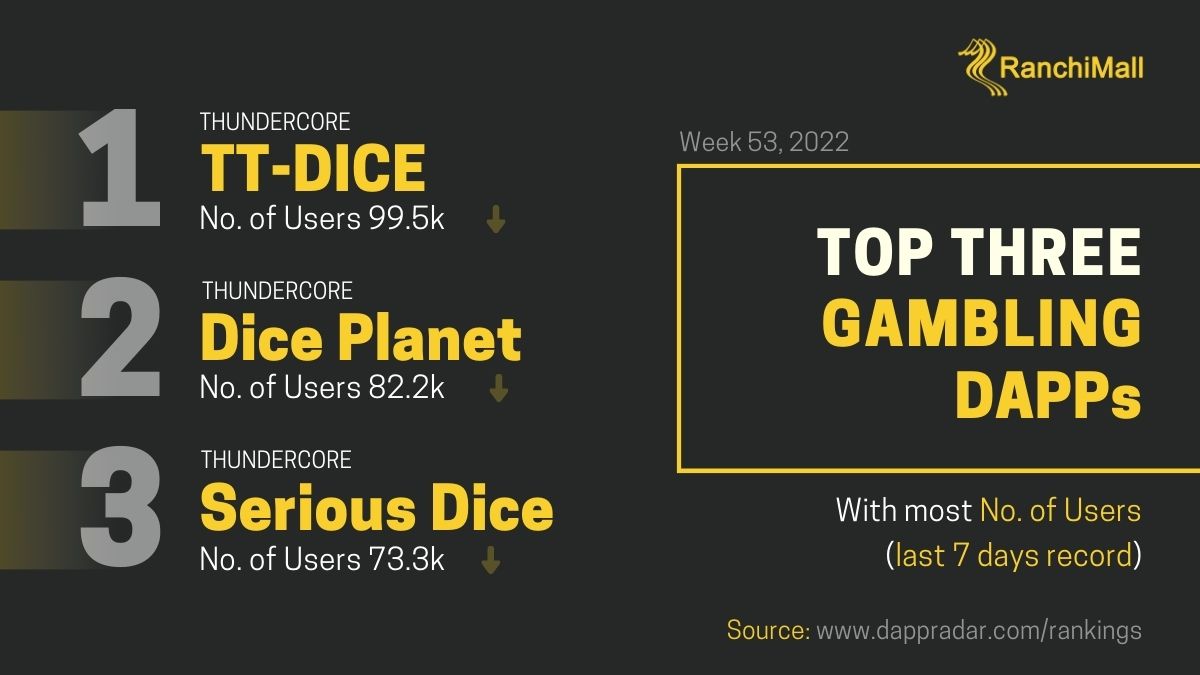 RanchiMall
1
THUNDERCORE
TT-DICE
No. of Users 99.5k
2
THUNDERCORE
Dice Planet
No. of Users 82.2k
3
THUNDERCORE
Serious Dice
No. of Users 73.3k
Week 53, 2022
TOP THREE
GAMBLING
DAPPs
With most No. of Users
(last 7 days record)
Source: www.dappradar.com/rankings